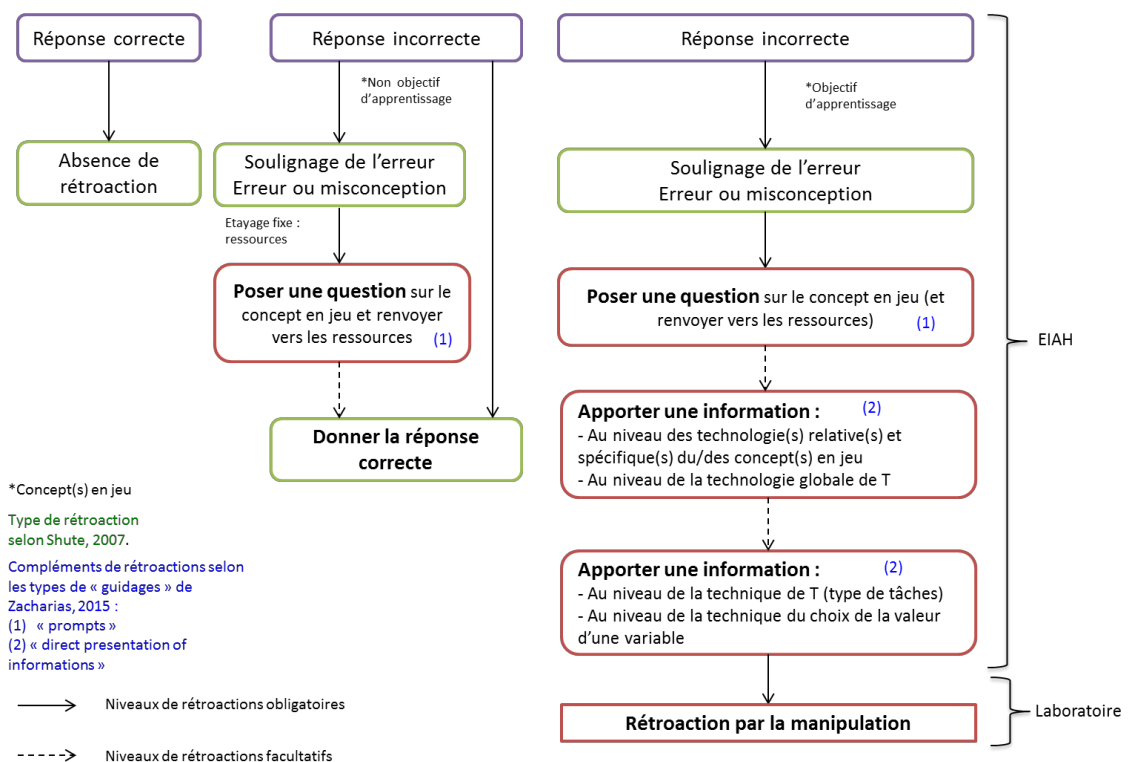 Réponse correcte
Réponse incorrecte
Réponse incorrecte
*Non objectif
d’apprentissage
*Objectif
d’apprentissage
Absence de
rétroaction
Soulignage de l’erreur
Erreur ou misconception
Soulignage de l’erreur
Erreur ou misconception
Etayage fixe :
ressources
Poser une question sur le
concept en jeu et renvoyer
vers les ressources (1)
Poser une question sur le concept en jeu (et
renvoyer vers les ressources) (1)
EIAH
Donner la réponse
correcte
Apporter une information : (2)
- Au niveau des technologie(s) relative(s) et
spécifique(s) du/des concept(s) en jeu
- Au niveau de la technologie globale de T
*Concept(s) en jeu
Type de rétroaction
selon Shute, 2007.
Compléments de rétroactions selon
les types de « guidages » de
Zacharias, 2015 :
(1) « prompts »
(2) « direct presentation of
informations »
Apporter une information : (2)
- Au niveau de la technique de T (type de tâches)
- Au niveau de la technique du choix de la valeur
d’une variable
Niveaux de rétroactions obligatoires
Rétroaction par la manipulation
Laboratoire
Niveaux de rétroactions facultatifs